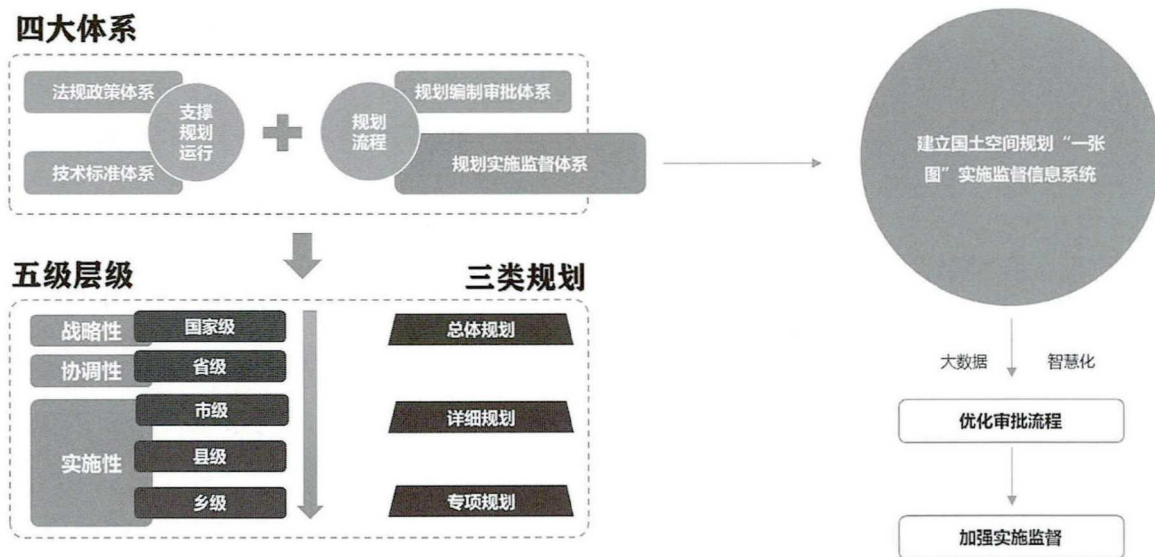 四大体系
法规政策体系
技术标准体系
支撑
规划
运行
规划
流程
规划编制审批体系
规划实施监督体系
建立国土空间规划“一张
图”实施监督信息系统
五级层级
三类规划
战略性
国家级
协调性
省级
实施性
市级
县级
乡级
总体规划
详细规划
专项规划
大数据
智慧化
优化审批流程
加强实施监督